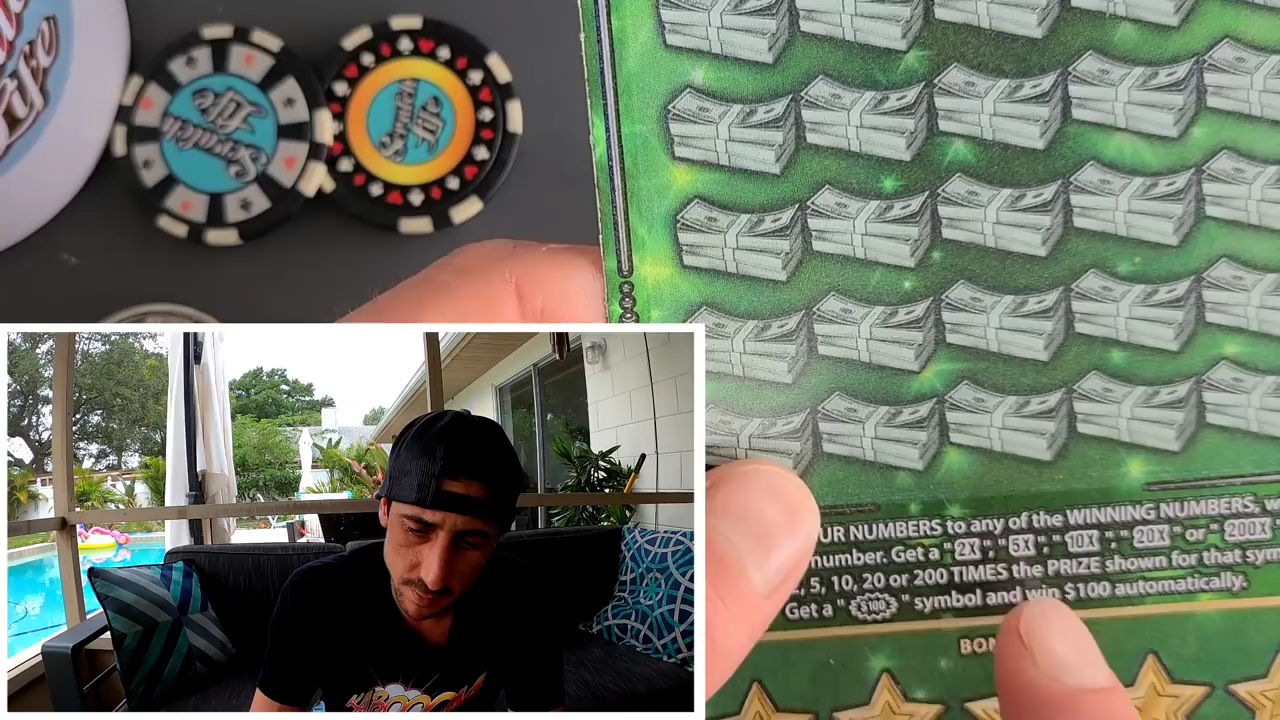 Life
Scratch
Life
Scratch
Life
UR NUMBERS to any of the WINNING NUMBERS, w
number. Get a "2X", "5X", "10X", "20X" or "200X
, 5, 10, 20 or 200 TIMES the PRIZE shown for that sym
Get a "$100" symbol and win $100 automatically.
BON
KABOOO